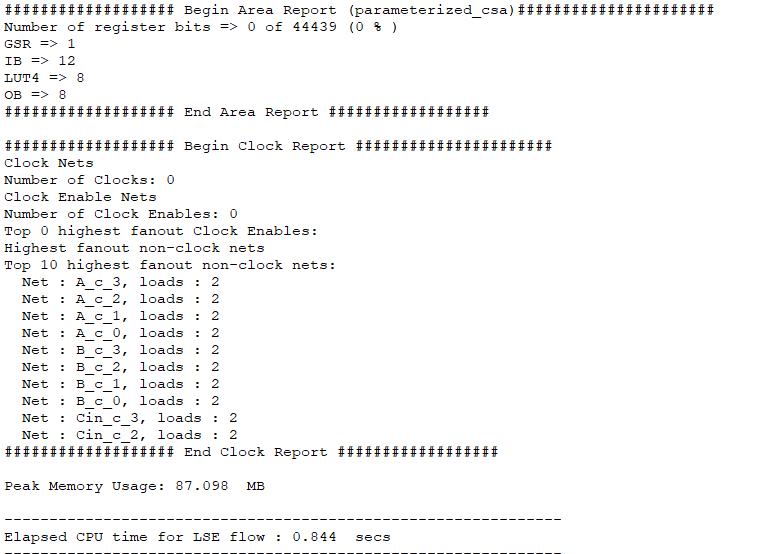 ################### Begin Area Report (parameterized_csa)######################
Number of register bits => 0 of 44439 (0 % )
GSR => 1
IB => 12
LUT4 => 8
OB => 8
################### End Area Report ##################
################### Begin Clock Report ######################
Clock Nets
Number of Clocks: 0
Clock Enable Nets
Number of Clock Enables: 0
Top 0 highest fanout Clock Enables:
Highest fanout non-clock nets
Top 10 highest fanout non-clock nets:
  Net : A_c_3, loads : 2
  Net : A_c_2, loads : 2
  Net : A_c_1, loads : 2
  Net : A_c_0, loads : 2
  Net : B_c_3, loads : 2
  Net : B_c_2, loads : 2
  Net : B_c_1, loads : 2
  Net : B_c_0, loads : 2
  Net : Cin_c_3, loads : 2
  Net : Cin_c_2, loads : 2
################### End Clock Report ##################
Peak Memory Usage: 87.098  MB
--------------------------------------------------------------
Elapsed CPU time for LSE flow : 0.844  secs
--------------------------------------------------------------